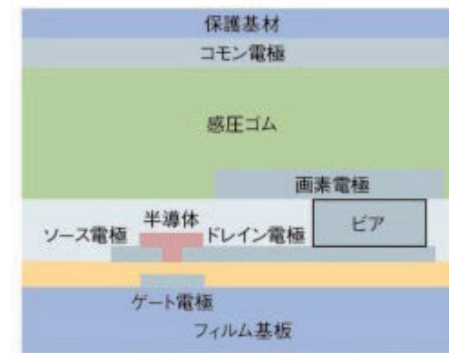 保護基材
コモン電極
感圧ゴム
画素電極
半導体
ビア
ソース電極
ドレイン電極
ゲート電極
フィルム基板